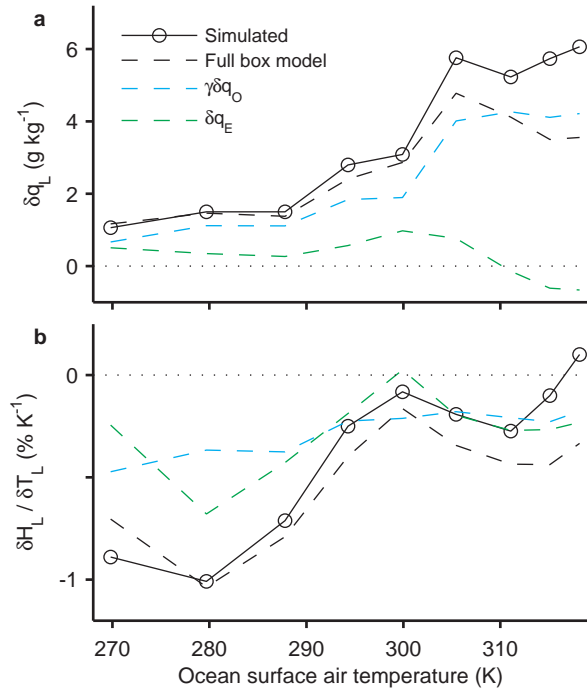 a
Simulated
Full box model
γδq_O
δq_E
δq_L (g kg⁻¹)
6
4
2
0
b
δH_L / δT_L (% K⁻¹)
0
-1
270 280 290 300 310
Ocean surface air temperature (K)